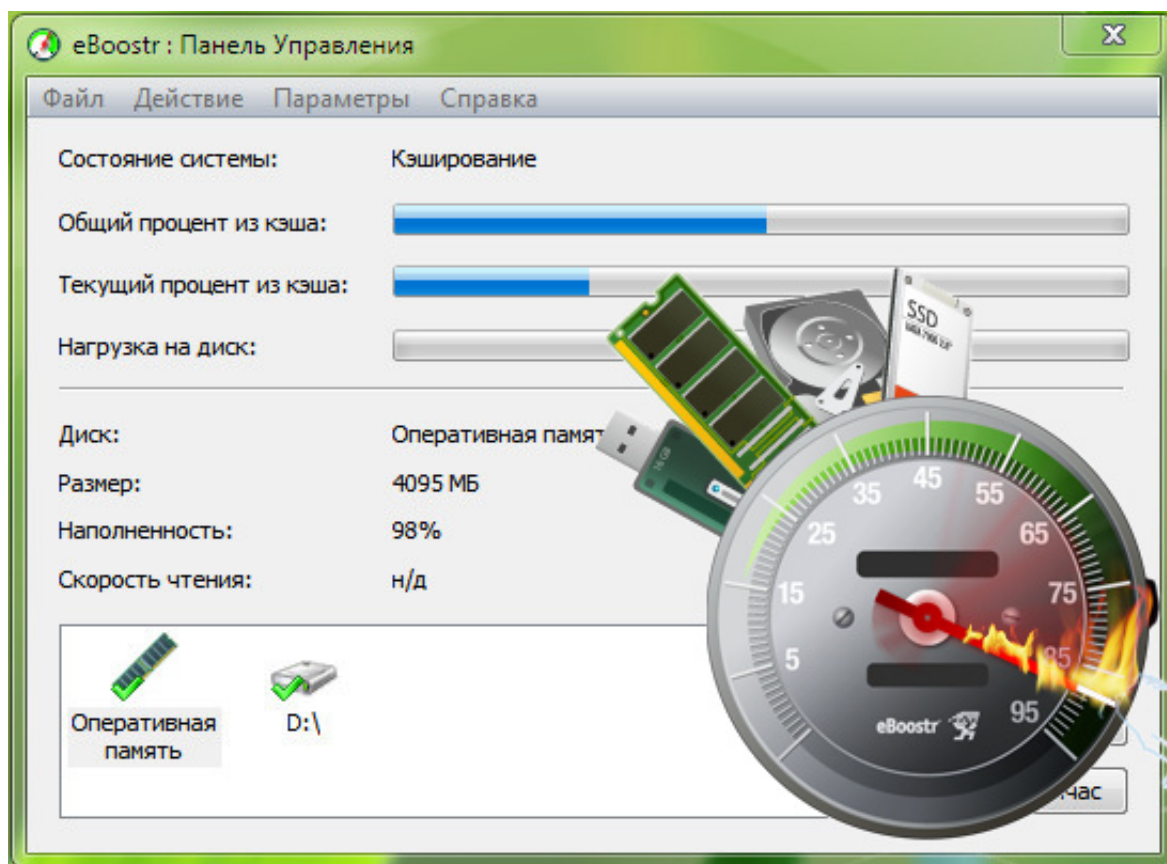 eBoostr : Панель Управления
Файл Действие Параметры Справка
Состояние системы: Кэширование
Общий процент из кэша:
Текущий процент из кэша:
Нагрузка на диск:
Диск: Оперативная
Размер: 4095 МБ
Наполненность: 98%
Скорость чтения: н/д
Оперативная
память
D:\
SSD
16 GB
5
15
25
35
45
55
65
75
85
95
eBoostr